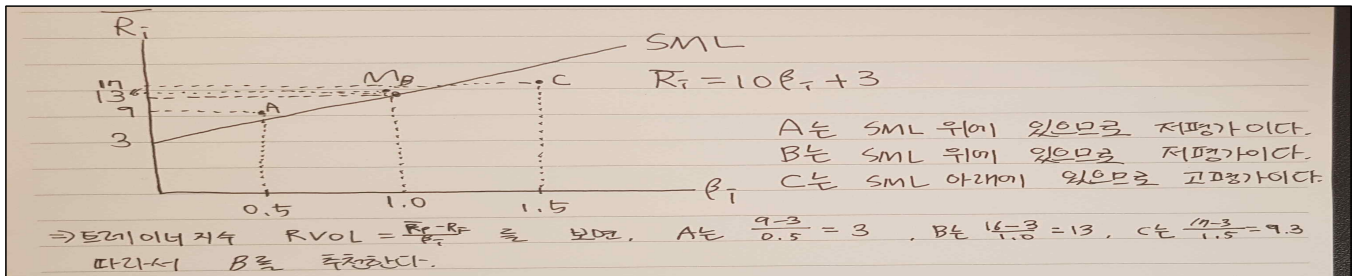 R̅ᵢ
SML
17
13
9
3
M
B
A
C
R̅ᵢ = 10βᵢ + 3
A는 SML 위에 있으므로 저평가이다.
B는 SML 위에 있으므로 저평가이다.
C는 SML 아래에 있으므로 고평가이다.
0.5 1.0 1.5 βᵢ
⇒ 트레이너지수 RVOL = (R̅p-RF)/βᵢ 를 보면, A는 (9-3)/0.5 = 3 , B는 (16-3)/1.0 = 13 , C는 (17-3)/1.5 = 9.3
따라서 B를 추천한다.